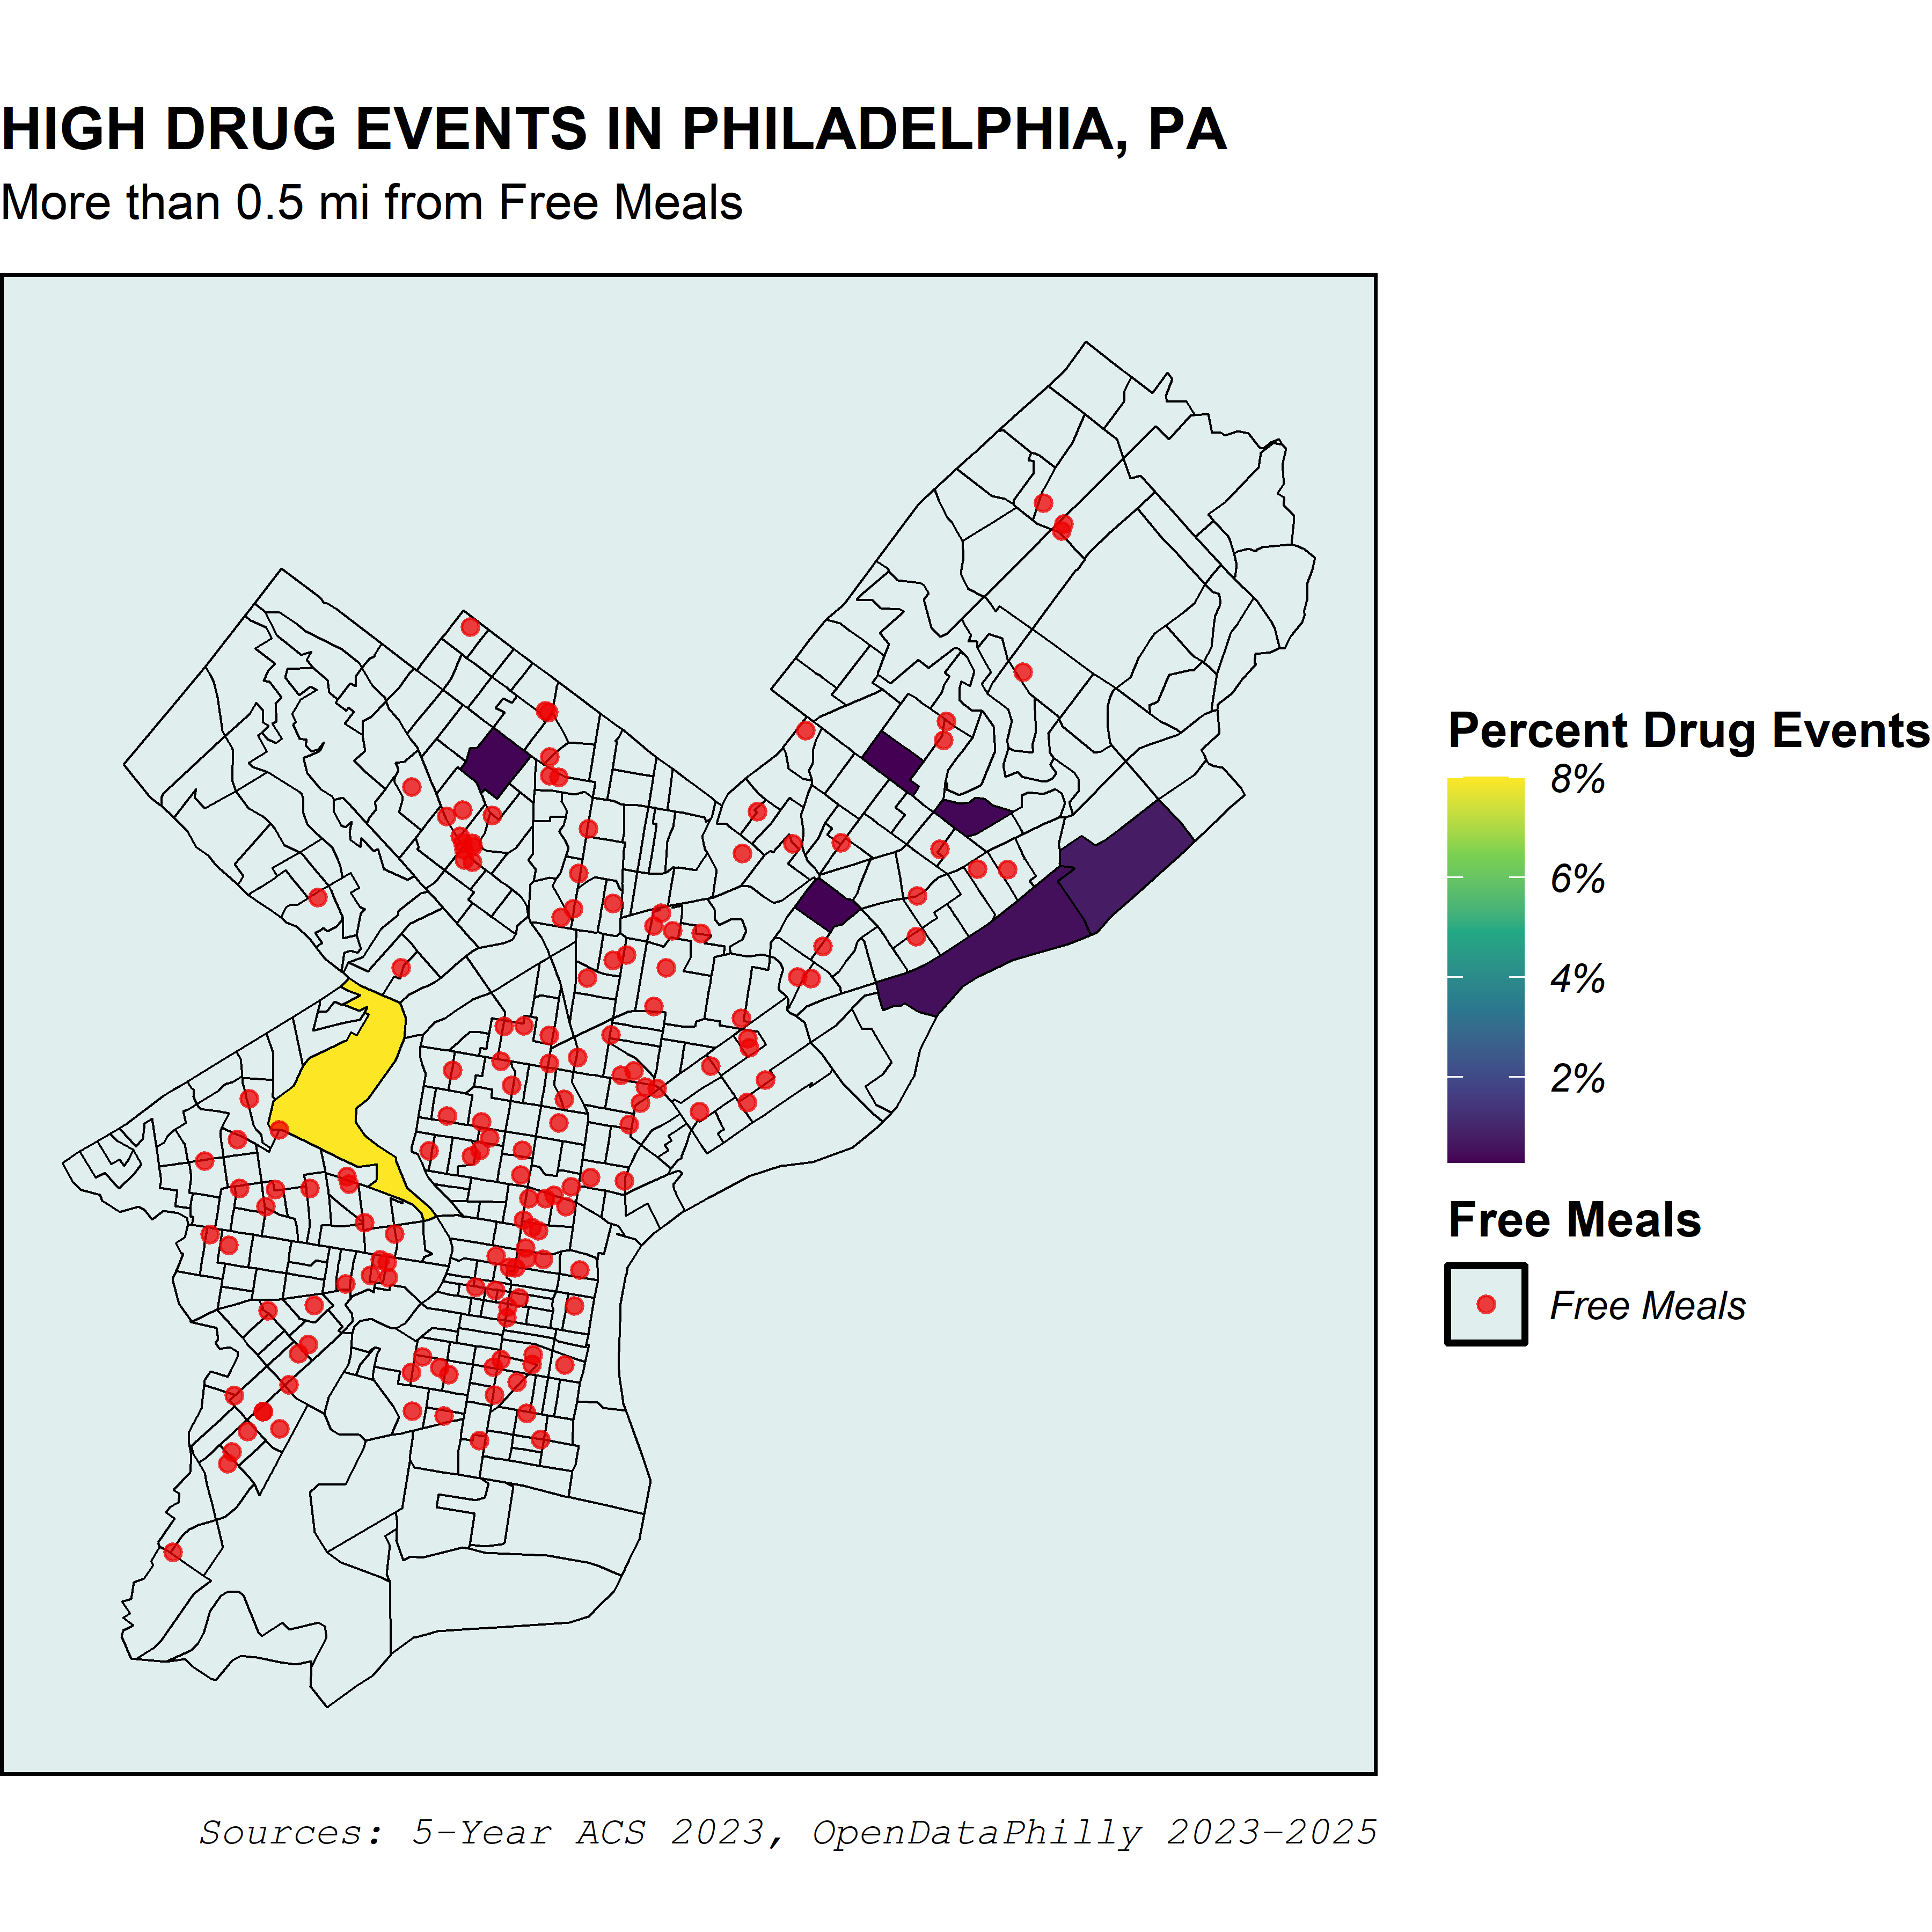 HIGH DRUG EVENTS IN PHILADELPHIA, PA
More than 0.5 mi from Free Meals
Percent Drug Events
8%
6%
4%
2%
Free Meals
Free Meals
Sources: 5-Year ACS 2023, OpenDataPhilly 2023-2025